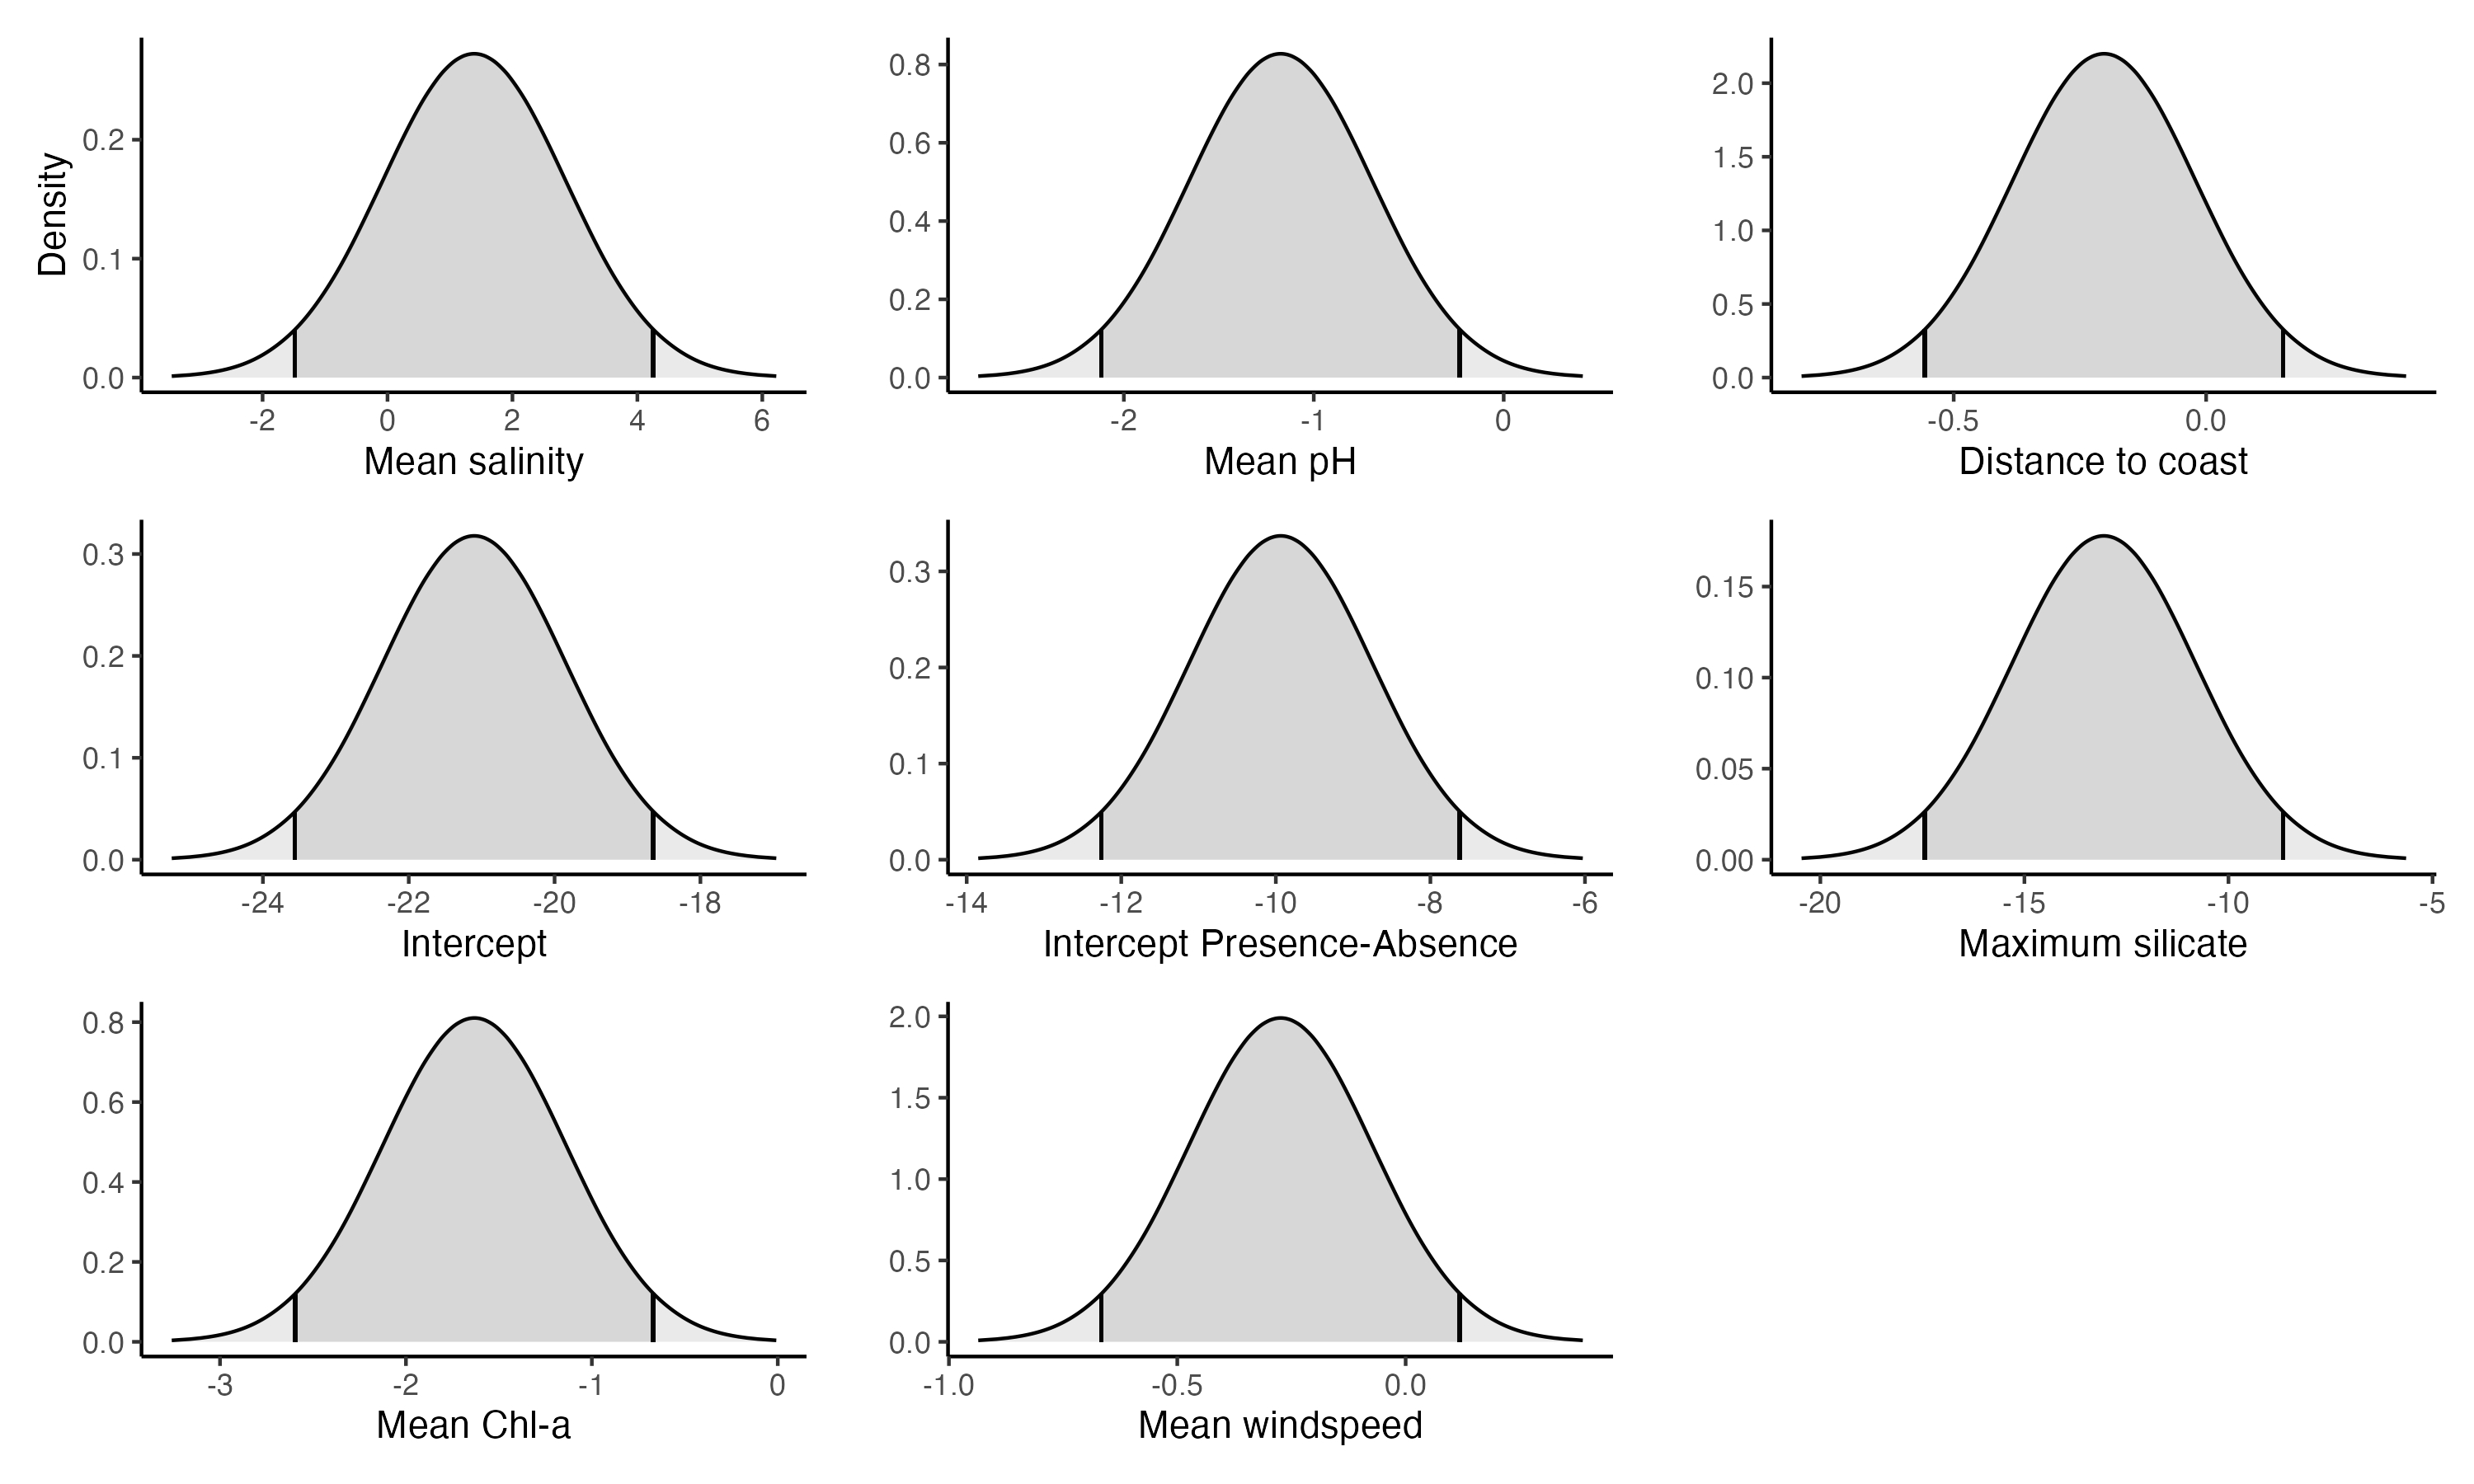 Density
0.2
0.1
0.0
-2 0 2 4 6
Mean salinity
0.8
0.6
0.4
0.2
0.0
-2 -1 0
Mean pH
2.0
1.5
1.0
0.5
0.0
-0.5 0.0
Distance to coast
0.3
0.2
0.1
0.0
-24 -22 -20 -18
Intercept
0.3
0.2
0.1
0.0
-14 -12 -10 -8 -6
Intercept Presence-Absence
0.15
0.10
0.05
0.00
-20 -15 -10 -5
Maximum silicate
0.8
0.6
0.4
0.2
0.0
-3 -2 -1 0
Mean Chl-a
2.0
1.5
1.0
0.5
0.0
-1.0 -0.5 0.0
Mean windspeed